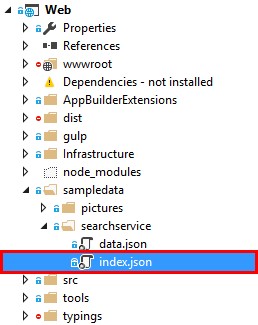 Web
Properties
References
wwwroot
Dependencies - not installed
AppBuilderExtensions
dist
gulp
Infrastructure
node_modules
sampledata
pictures
searchservice
data.json
index.json
src
tools
typings